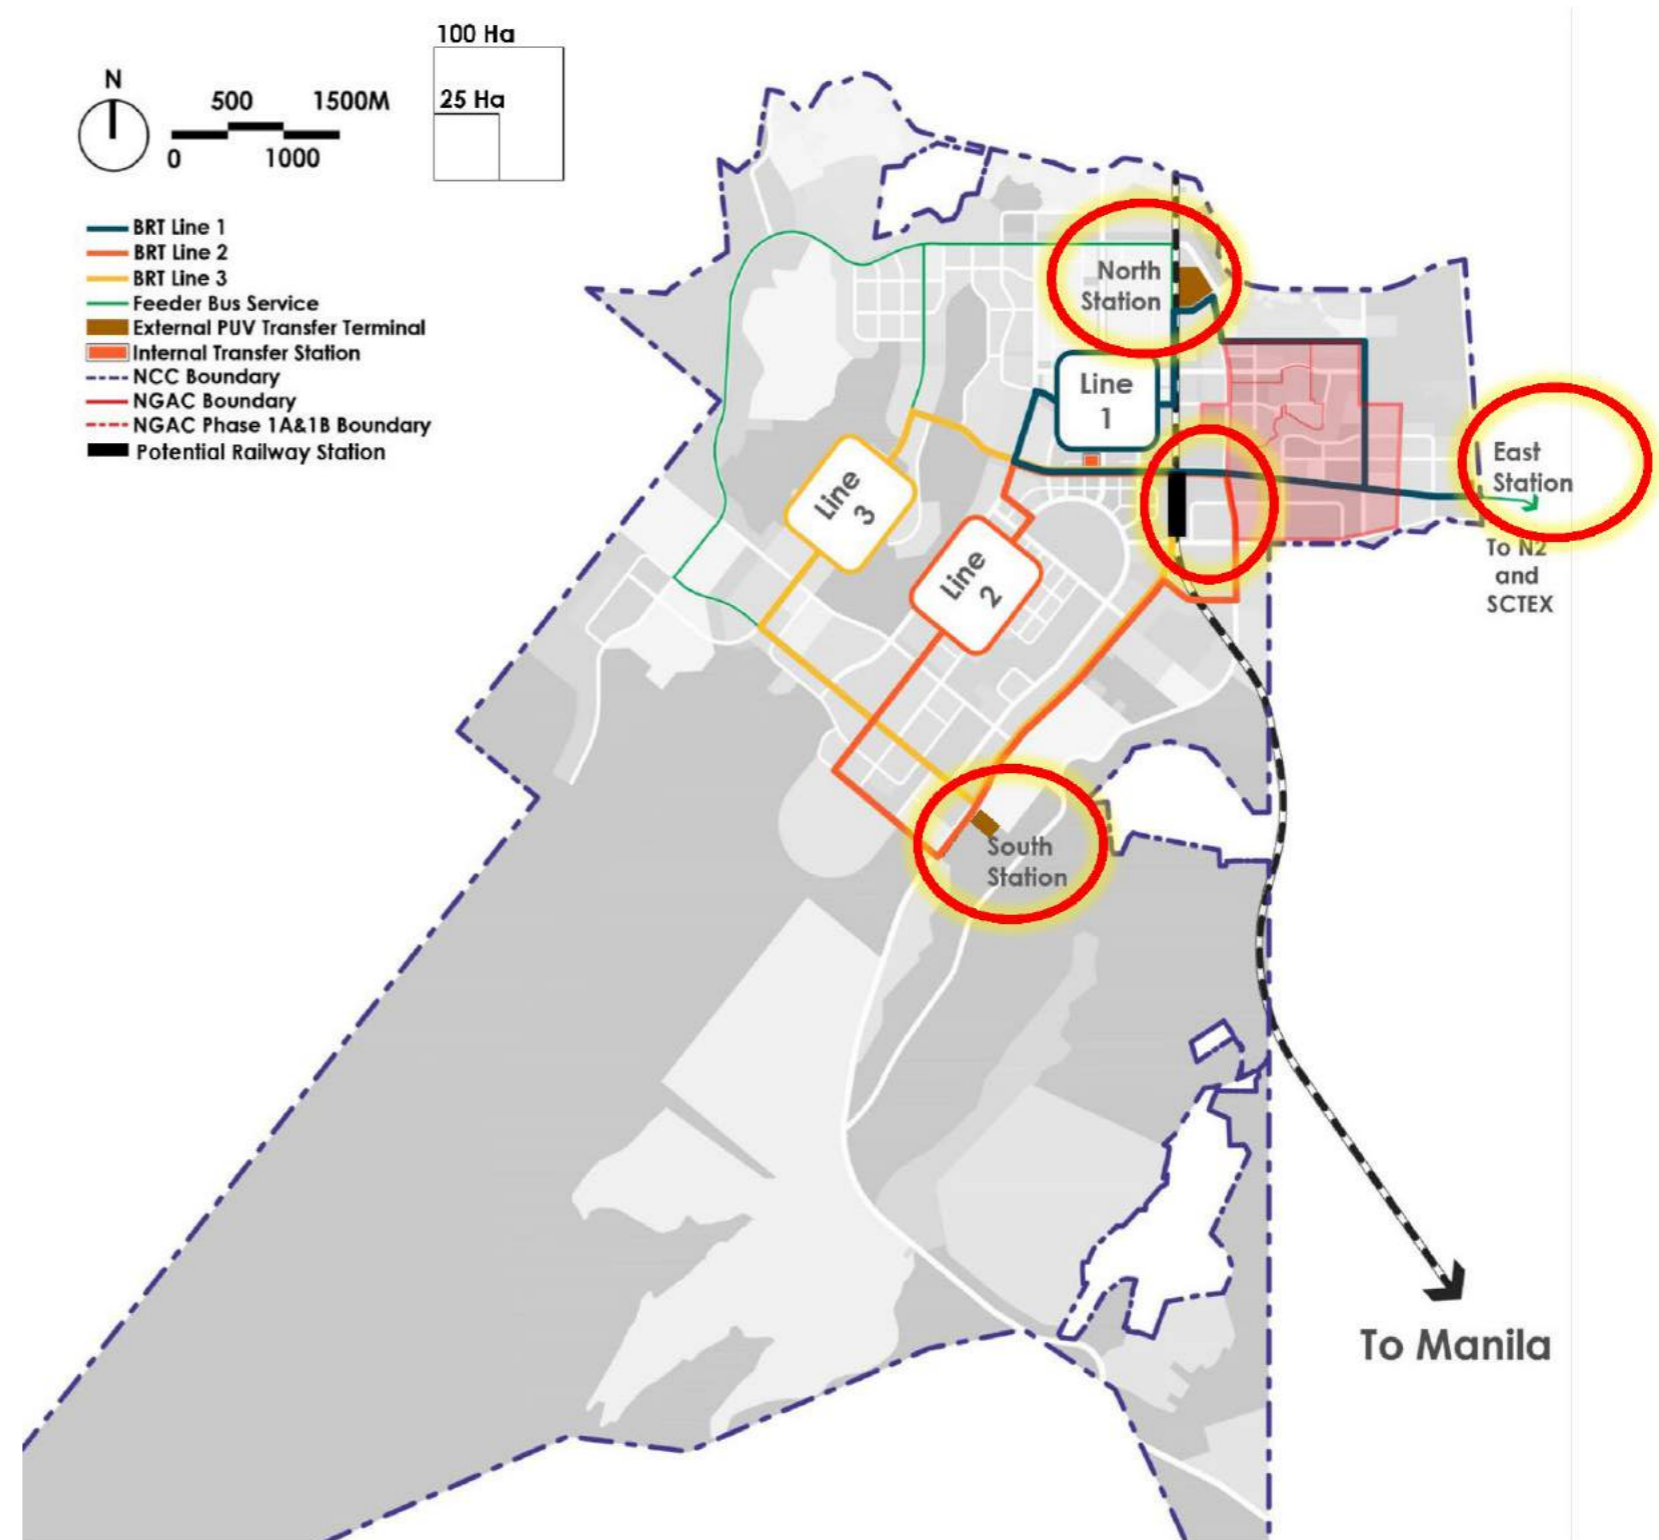 100 Ha
25 Ha
N
500 1500M
0 1000
BRT Line 1
BRT Line 2
BRT Line 3
Feeder Bus Service
External PUV Transfer Terminal
Internal Transfer Station
NCC Boundary
NGAC Boundary
NGAC Phase 1A&1B Boundary
Potential Railway Station
North
Station
Line
1
East
Station
To N2
and
SCTEX
Line
3
Line
2
South
Station
To Manila